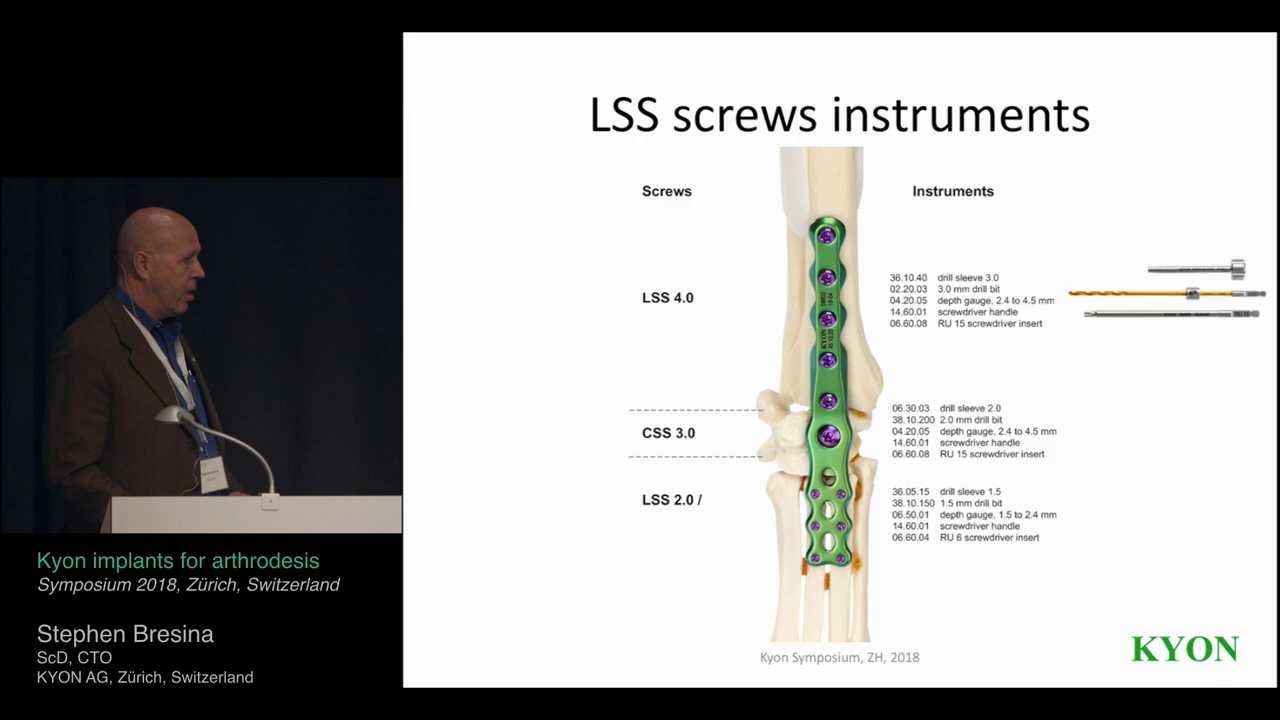 LSS screws instruments
Screws
Instruments
LSS 4.0
36.10.40 drill sleeve 3.0
02.20.03 3.0 mm drill bit
04.20.05 depth gauge, 2.4 to 4.5 mm
14.60.01 screwdriver handle
06.60.08 RU 15 screwdriver insert
KYON
CSS 3.0
06.30.03 drill sleeve 2.0
38.10.200 2.0 mm drill bit
04.20.05 depth gauge, 2.4 to 4.5 mm
14.60.01 screwdriver handle
06.60.08 RU 15 screwdriver insert
LSS 2.0 /
36.05.15 drill sleeve 1.5
38.10.150 1.5 mm drill bit
06.50.01 depth gauge, 1.5 to 2.4 mm
14.60.01 screwdriver handle
06.60.04 RU 6 screwdriver insert
Kyon Symposium, ZH, 2018
KYON
Kyon implants for arthrodesis
Symposium 2018, Zürich, Switzerland
Stephen Bresina
ScD, CTO
KYON AG, Zürich, Switzerland